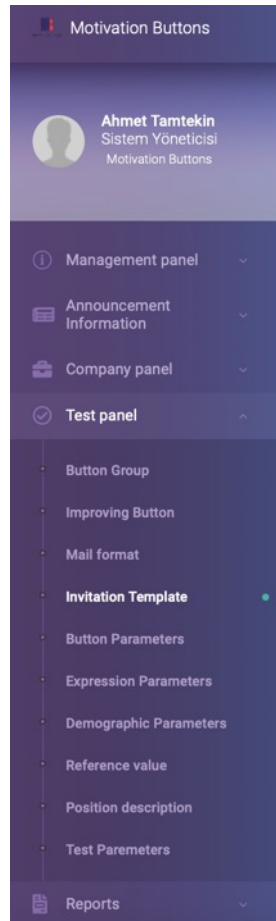 Motivation Buttons
Ahmet Tamtekin
Sistem Yöneticisi
Motivation Buttons
Management panel
Announcement
Information
Company panel
Test panel
Button Group
Improving Button
Mail format
Invitation Template
Button Parameters
Expression Parameters
Demographic Parameters
Reference value
Position description
Test Paremeters
Reports